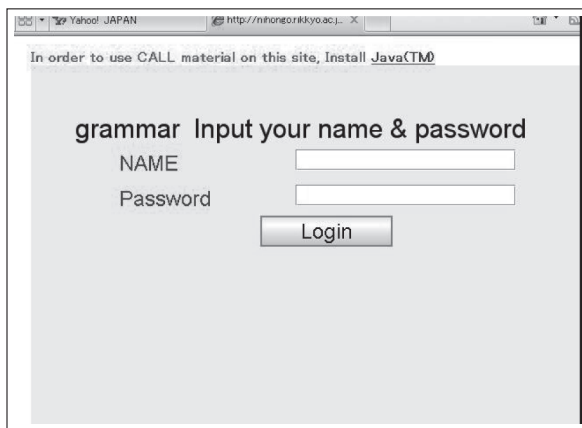 Yahoo! JAPAN http://nihongo.rikkyo.ac.j... X
In order to use CALL material on this site, Install Java(TM)
grammar Input your name & password
NAME
Password
Login